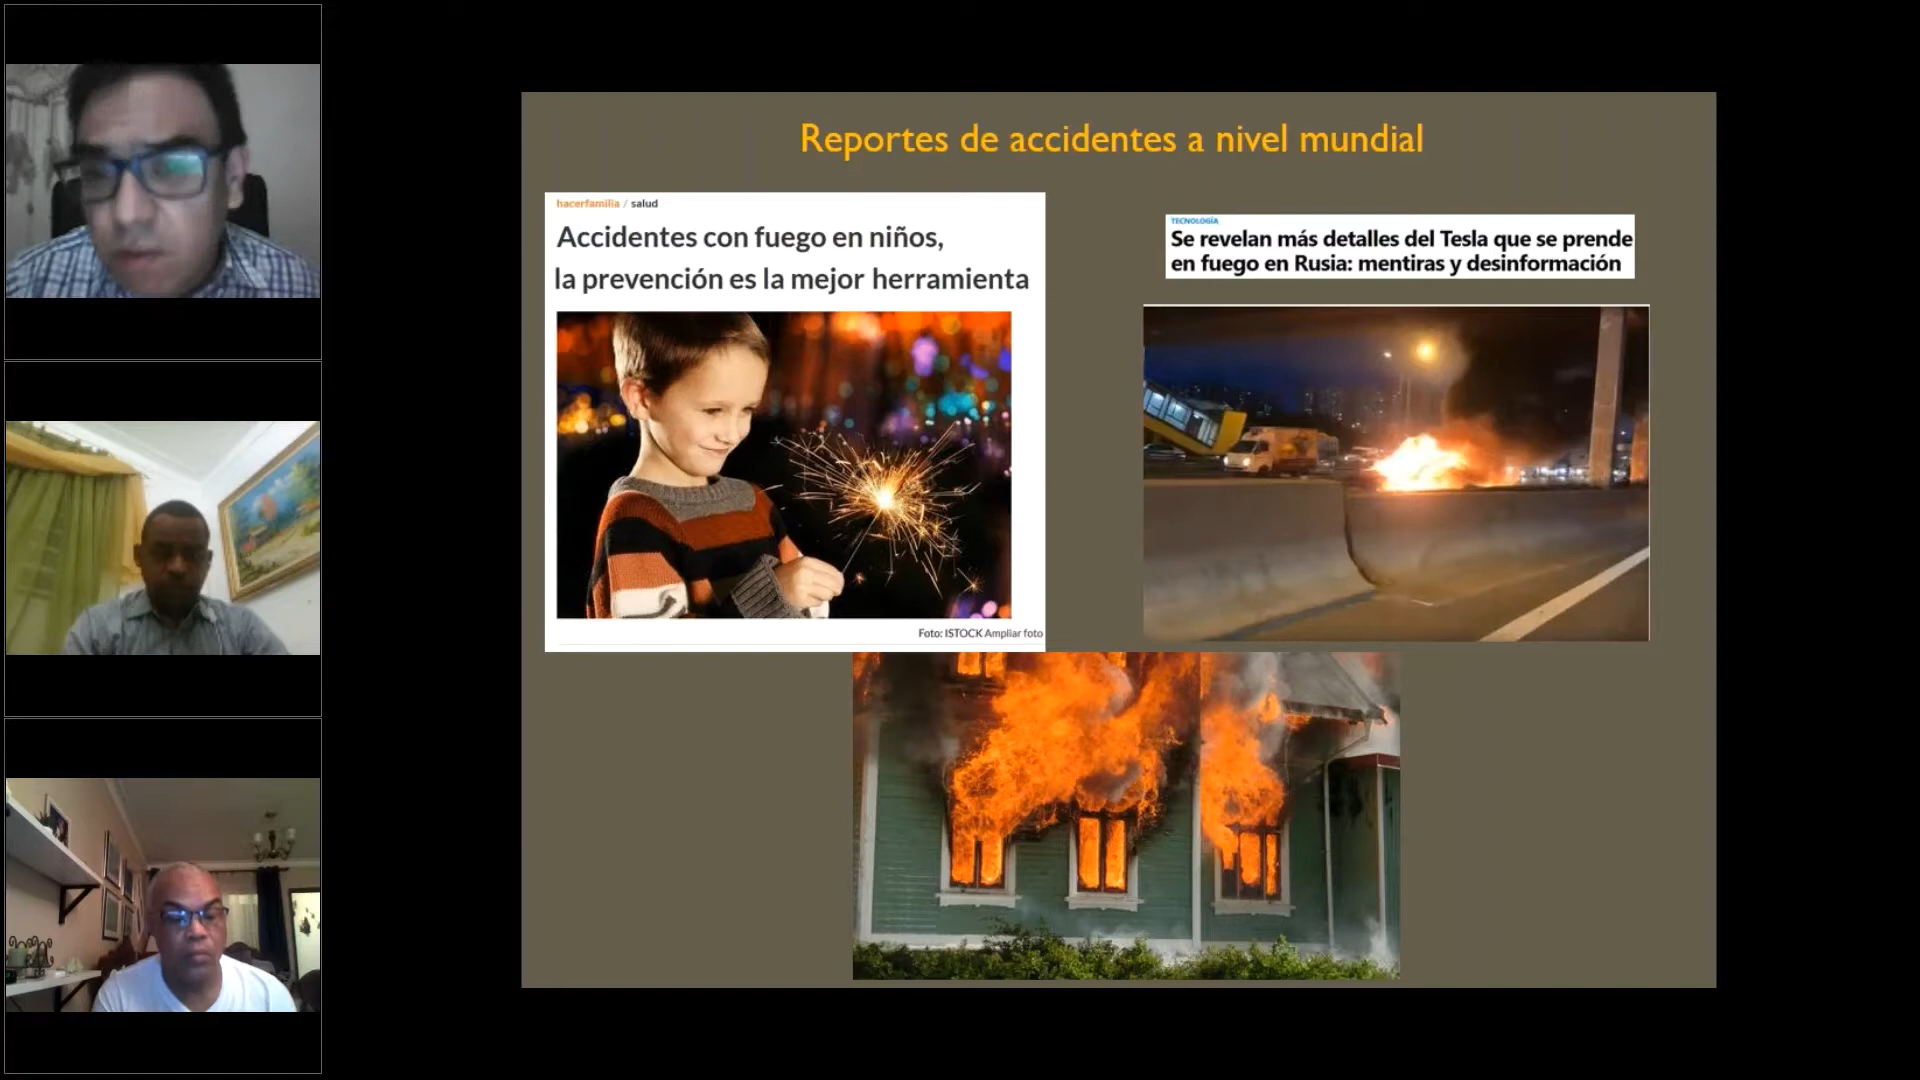 Reportes de accidentes a nivel mundial
hacerfamilia / salud
Accidentes con fuego en niños,
la prevención es la mejor herramienta
Foto: ISTOCK Ampliar foto
TECNOLOGÍA
Se revelan más detalles del Tesla que se prende
en fuego en Rusia: mentiras y desinformación